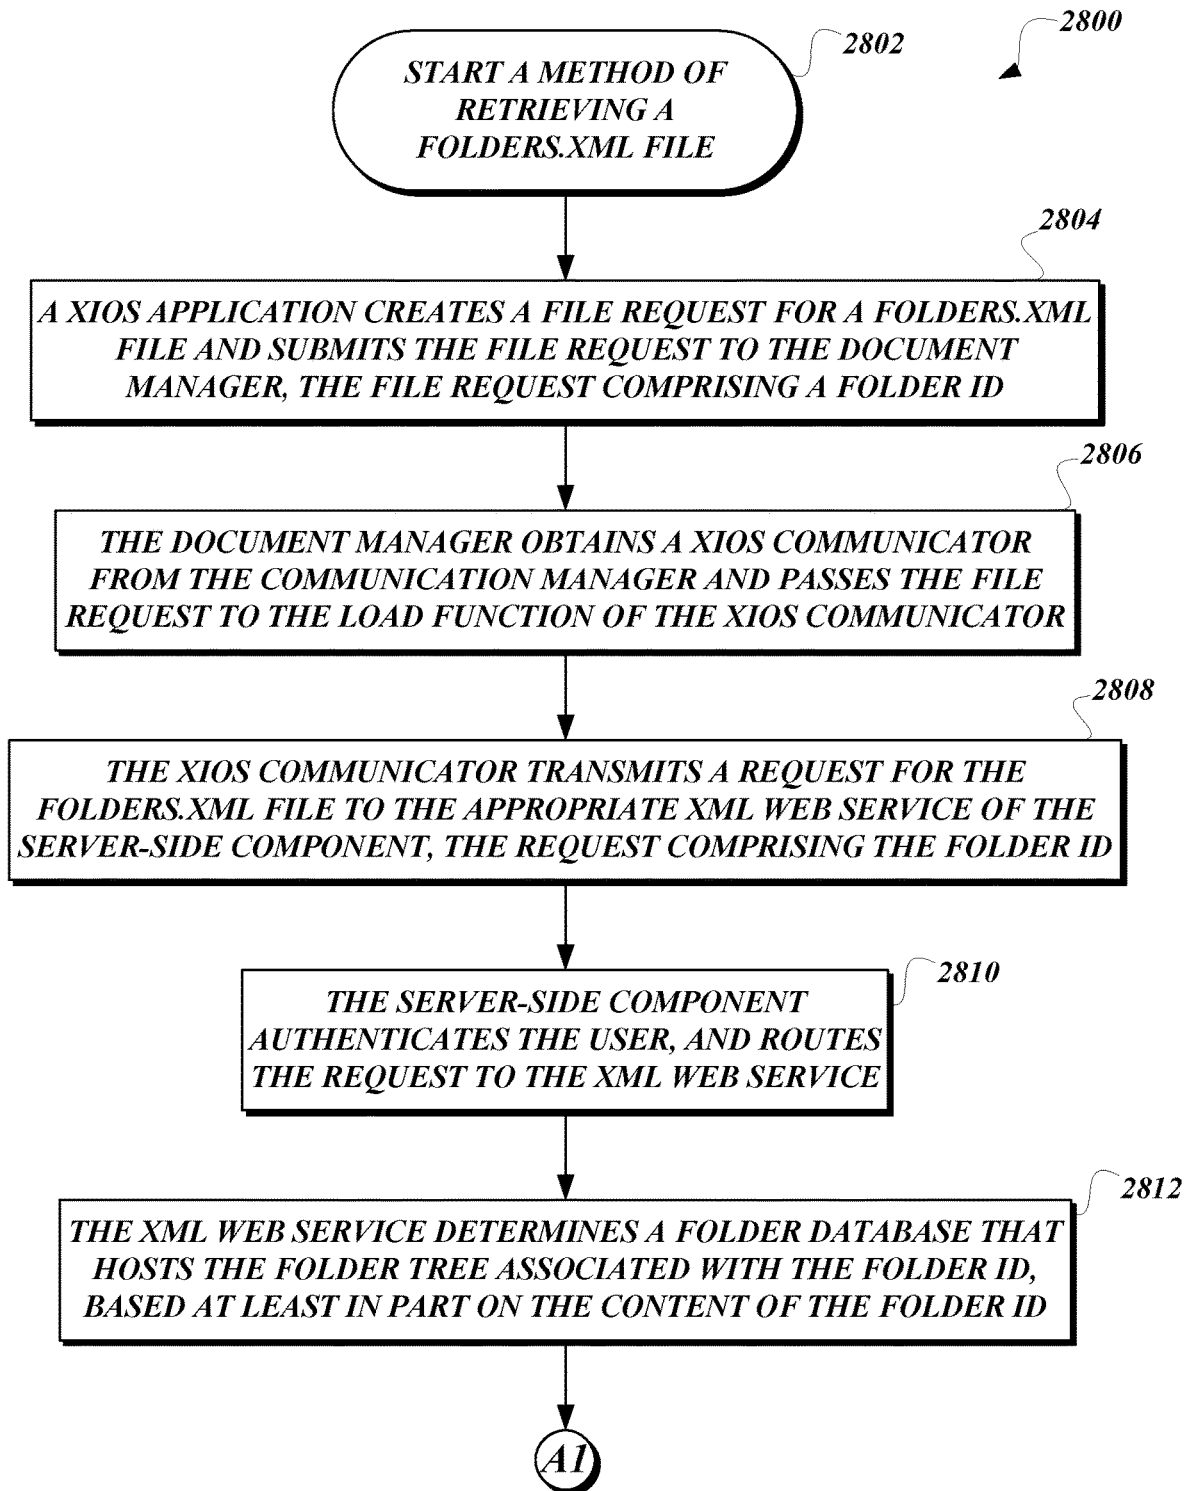 2800
2802
START A METHOD OF
RETRIEVING A
FOLDERS.XML FILE
2804
A XIOS APPLICATION CREATES A FILE REQUEST FOR A FOLDERS.XML
FILE AND SUBMITS THE FILE REQUEST TO THE DOCUMENT
MANAGER, THE FILE REQUEST COMPRISING A FOLDER ID
2806
THE DOCUMENT MANAGER OBTAINS A XIOS COMMUNICATOR
FROM THE COMMUNICATION MANAGER AND PASSES THE FILE
REQUEST TO THE LOAD FUNCTION OF THE XIOS COMMUNICATOR
2808
THE XIOS COMMUNICATOR TRANSMITS A REQUEST FOR THE
FOLDERS.XML FILE TO THE APPROPRIATE XML WEB SERVICE OF THE
SERVER-SIDE COMPONENT, THE REQUEST COMPRISING THE FOLDER ID
2810
THE SERVER-SIDE COMPONENT
AUTHENTICATES THE USER, AND ROUTES
THE REQUEST TO THE XML WEB SERVICE
2812
THE XML WEB SERVICE DETERMINES A FOLDER DATABASE THAT
HOSTS THE FOLDER TREE ASSOCIATED WITH THE FOLDER ID,
BASED AT LEAST IN PART ON THE CONTENT OF THE FOLDER ID
A1